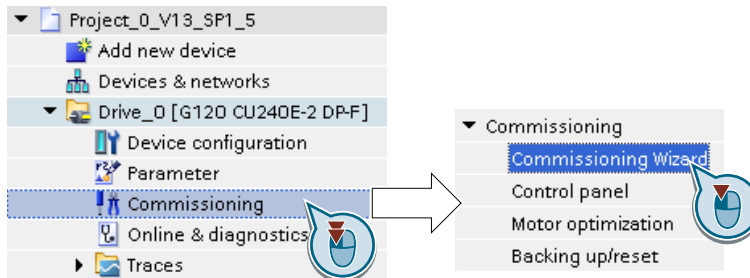 Project_0_V13_SP1_5
Add new device
Devices & networks
Drive_0 [G120 CU240E-2 DP-F]
Device configuration
Parameter
Commissioning
Online & diagnostics
Traces
Commissioning
Commissioning Wizard
Control panel
Motor optimization
Backing up/reset